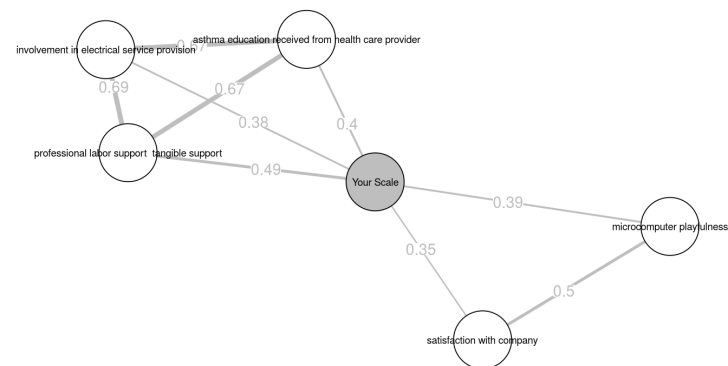 asthma education received from health care provider
involvement in electrical service provision
0.67
0.69
0.67
0.38
0.4
professional labor support  tangible support
0.49
Your Scale
0.39
microcomputer playfulness
0.35
0.5
satisfaction with company